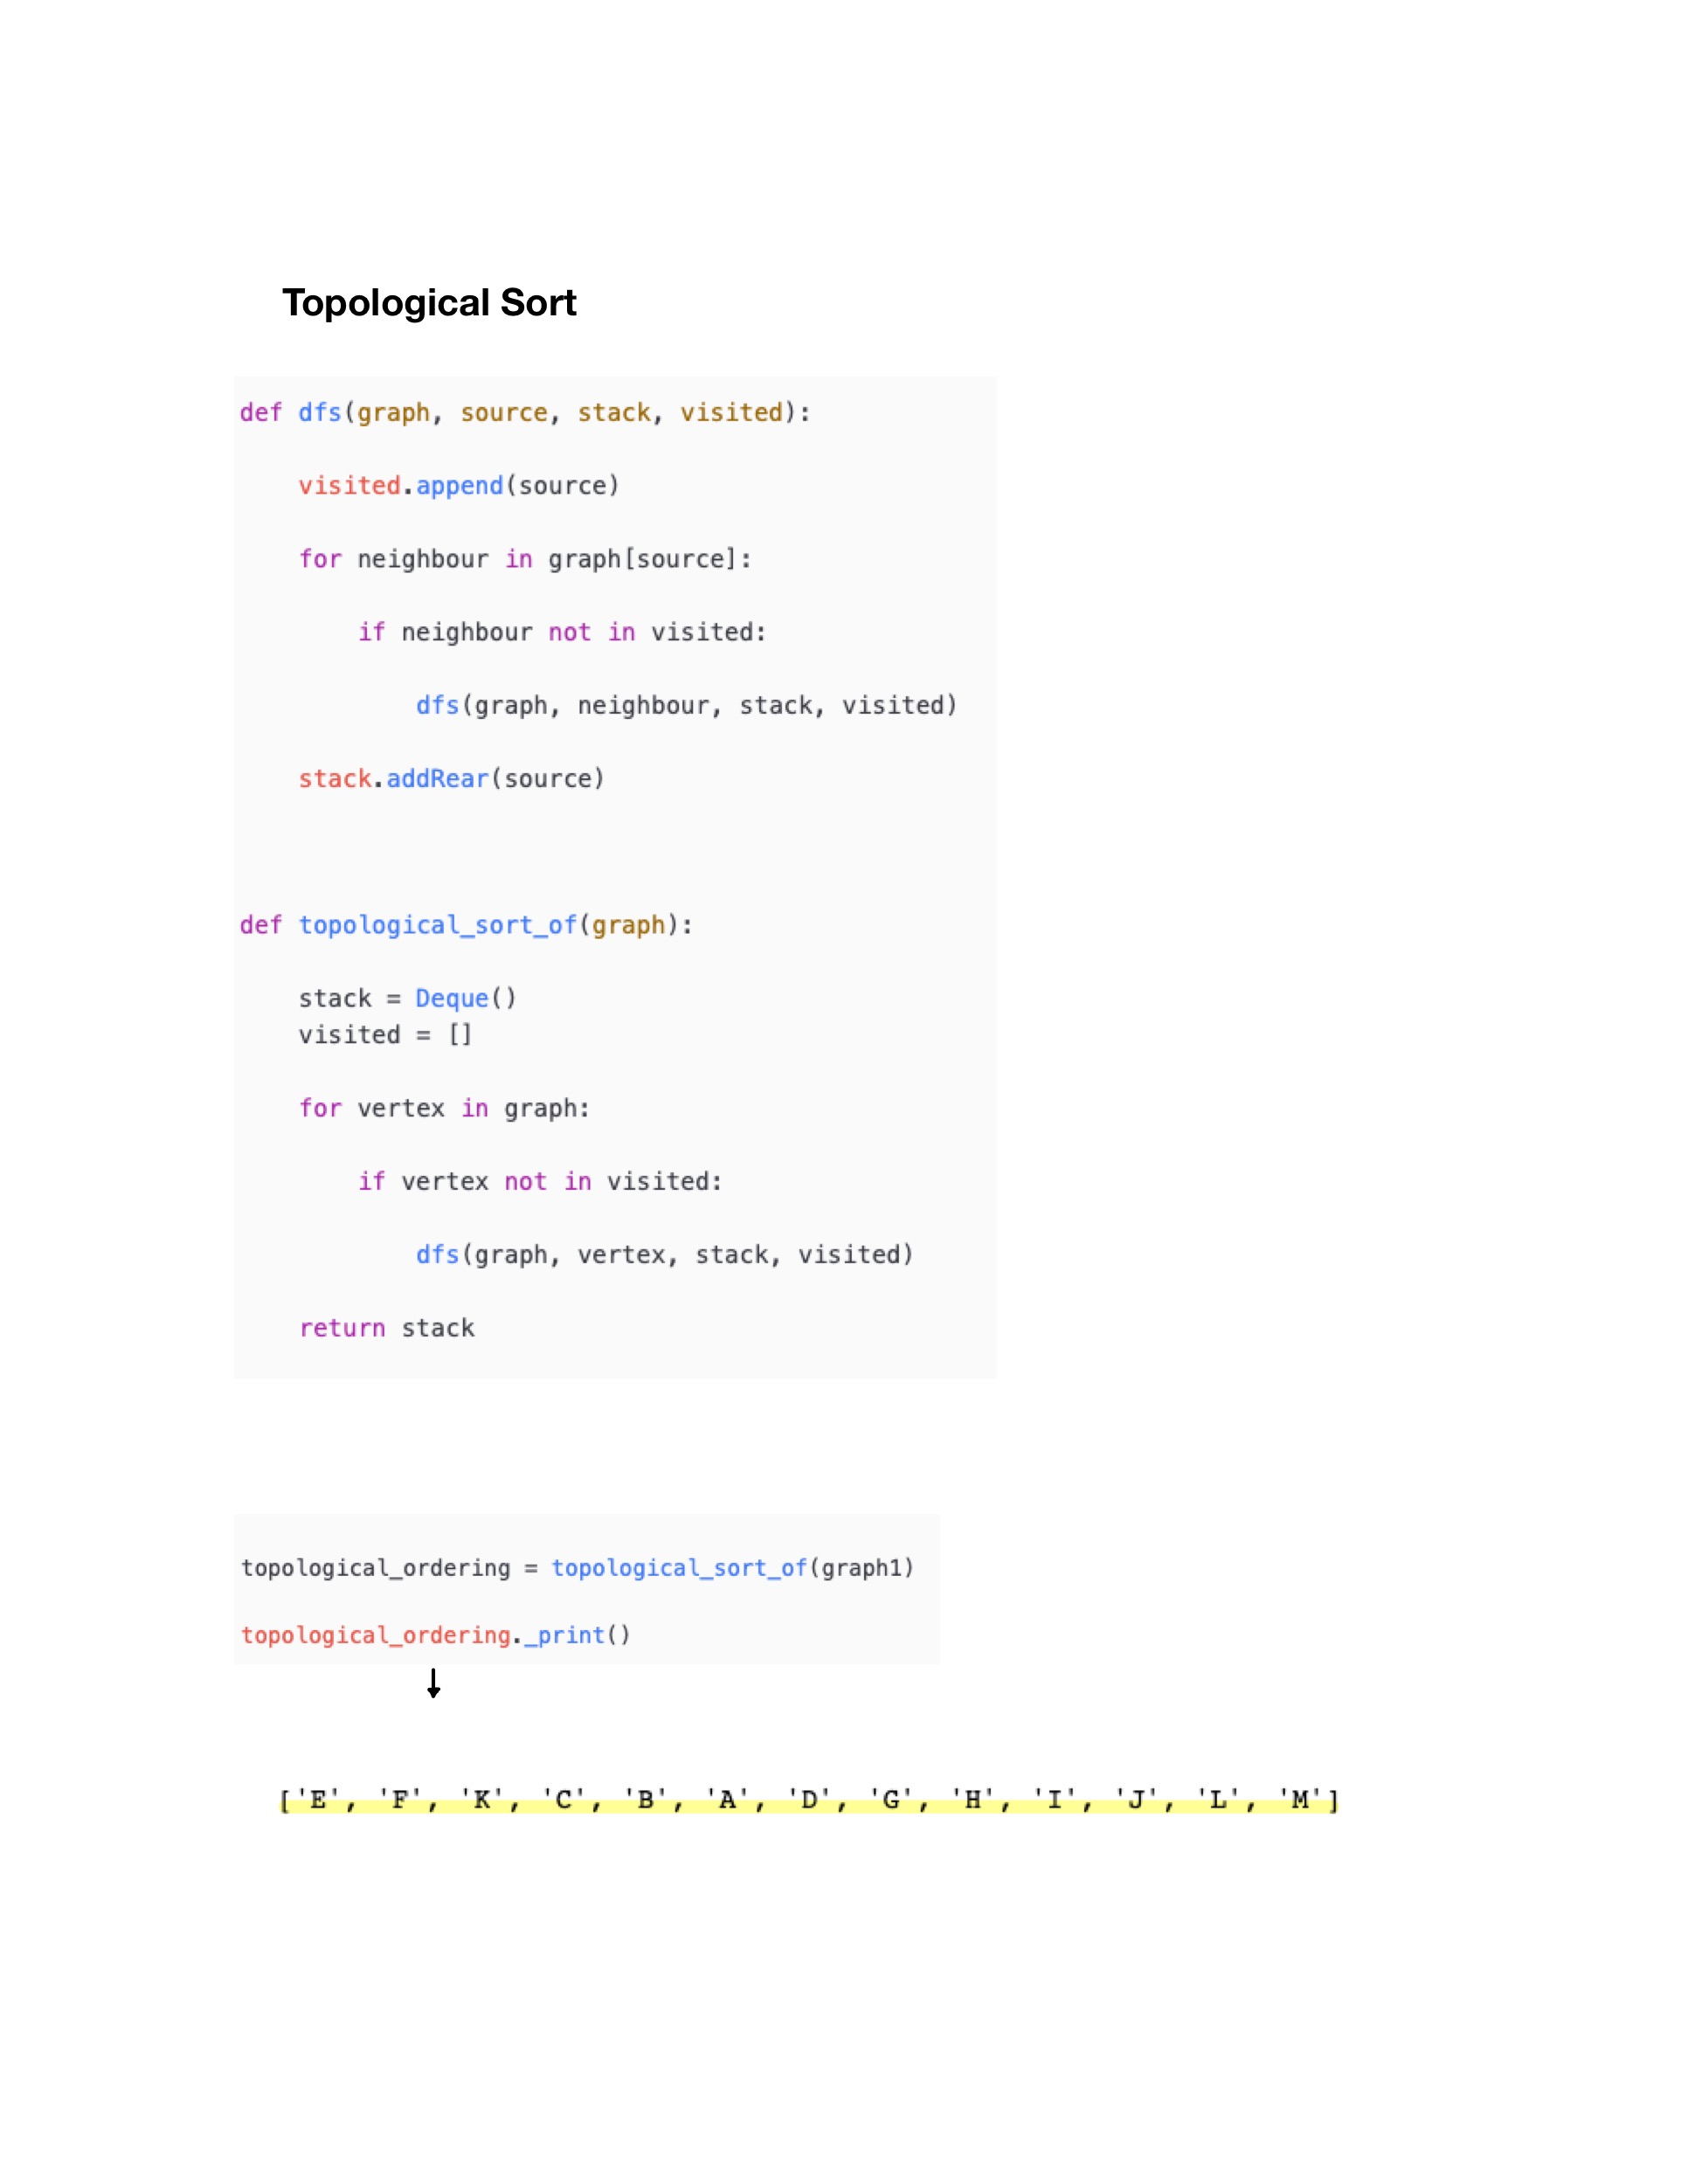 Topological Sort
def dfs(graph, source, stack, visited):
    visited.append(source)
    for neighbour in graph[source]:
        if neighbour not in visited:
            dfs(graph, neighbour, stack, visited)
    stack.addRear(source)
def topological_sort_of(graph):
    stack = Deque()
    visited = []
    for vertex in graph:
        if vertex not in visited:
            dfs(graph, vertex, stack, visited)
    return stack
topological_ordering = topological_sort_of(graph1)
topological_ordering._print()
['E', 'F', 'K', 'C', 'B', 'A', 'D', 'G', 'H', 'I', 'J', 'L', 'M']